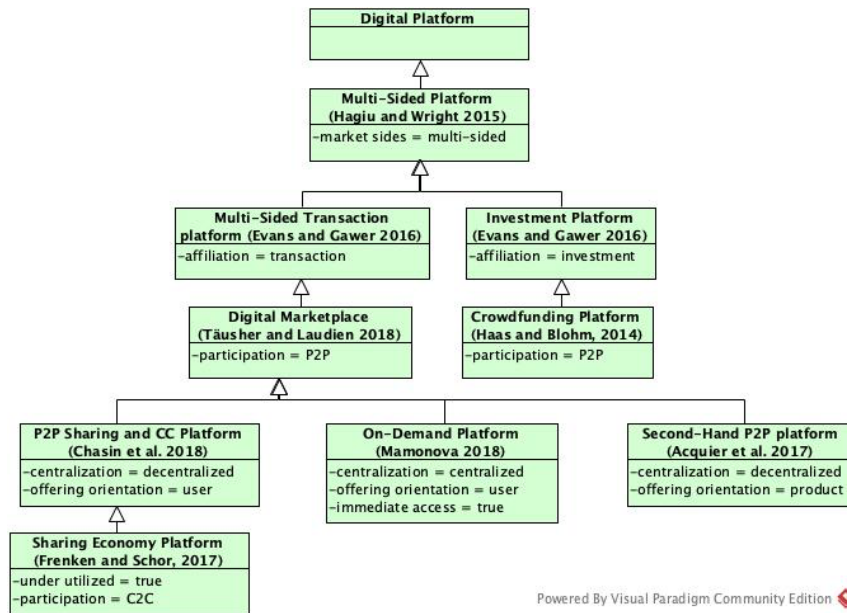 Digital Platform
Multi-Sided Platform
(Hagiu and Wright 2015)
-market sides = multi-sided
Multi-Sided Transaction
platform (Evans and Gawer 2016)
-affiliation = transaction
Investment Platform
(Evans and Gawer 2016)
-affiliation = investment
Digital Marketplace
(Täusher and Laudien 2018)
-participation = P2P
Crowdfunding Platform
(Haas and Blohm, 2014)
-participation = P2P
P2P Sharing and CC Platform
(Chasin et al. 2018)
-centralization = decentralized
-offering orientation = user
On-Demand Platform
(Mamonova 2018)
-centralization = centralized
-offering orientation = user
-immediate access = true
Second-Hand P2P platform
(Acquier et al. 2017)
-centralization = decentralized
-offering orientation = product
Sharing Economy Platform
(Frenken and Schor, 2017)
-under utilized = true
-participation = C2C
Powered By Visual Paradigm Community Edition